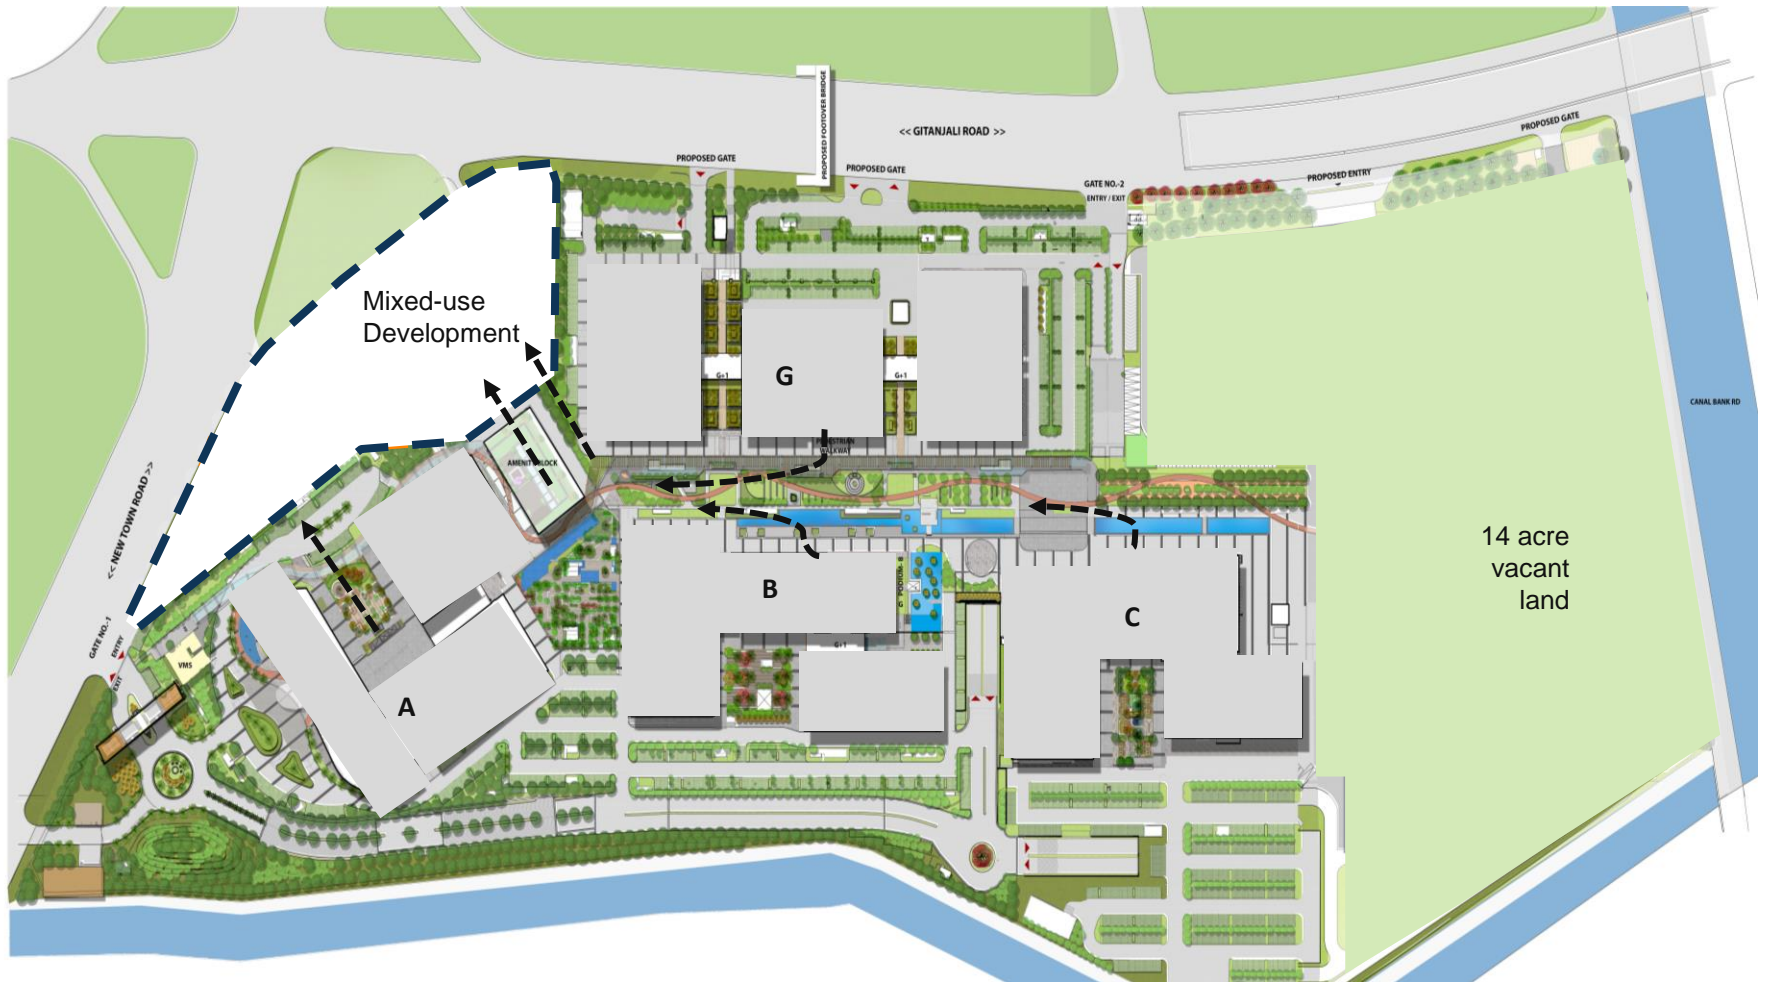 PROPOSED FOOTOVER BRIDGE
<< GITANJALI ROAD >>
PROPOSED GATE
PROPOSED GATE
PROPOSED GATE
PROPOSED ENTRY
GATE NO.-2
ENTRY / EXIT
Mixed-use
Development
G+1
G
G+1
CANAL BANK RD
PEDESTRIAN
WALKWAY
<< NEW TOWN ROAD >>
14 acre
vacant
land
B
PODIUM- B
C
G+1
GATE NO.-1
ENTRY
EXIT
VMS
A